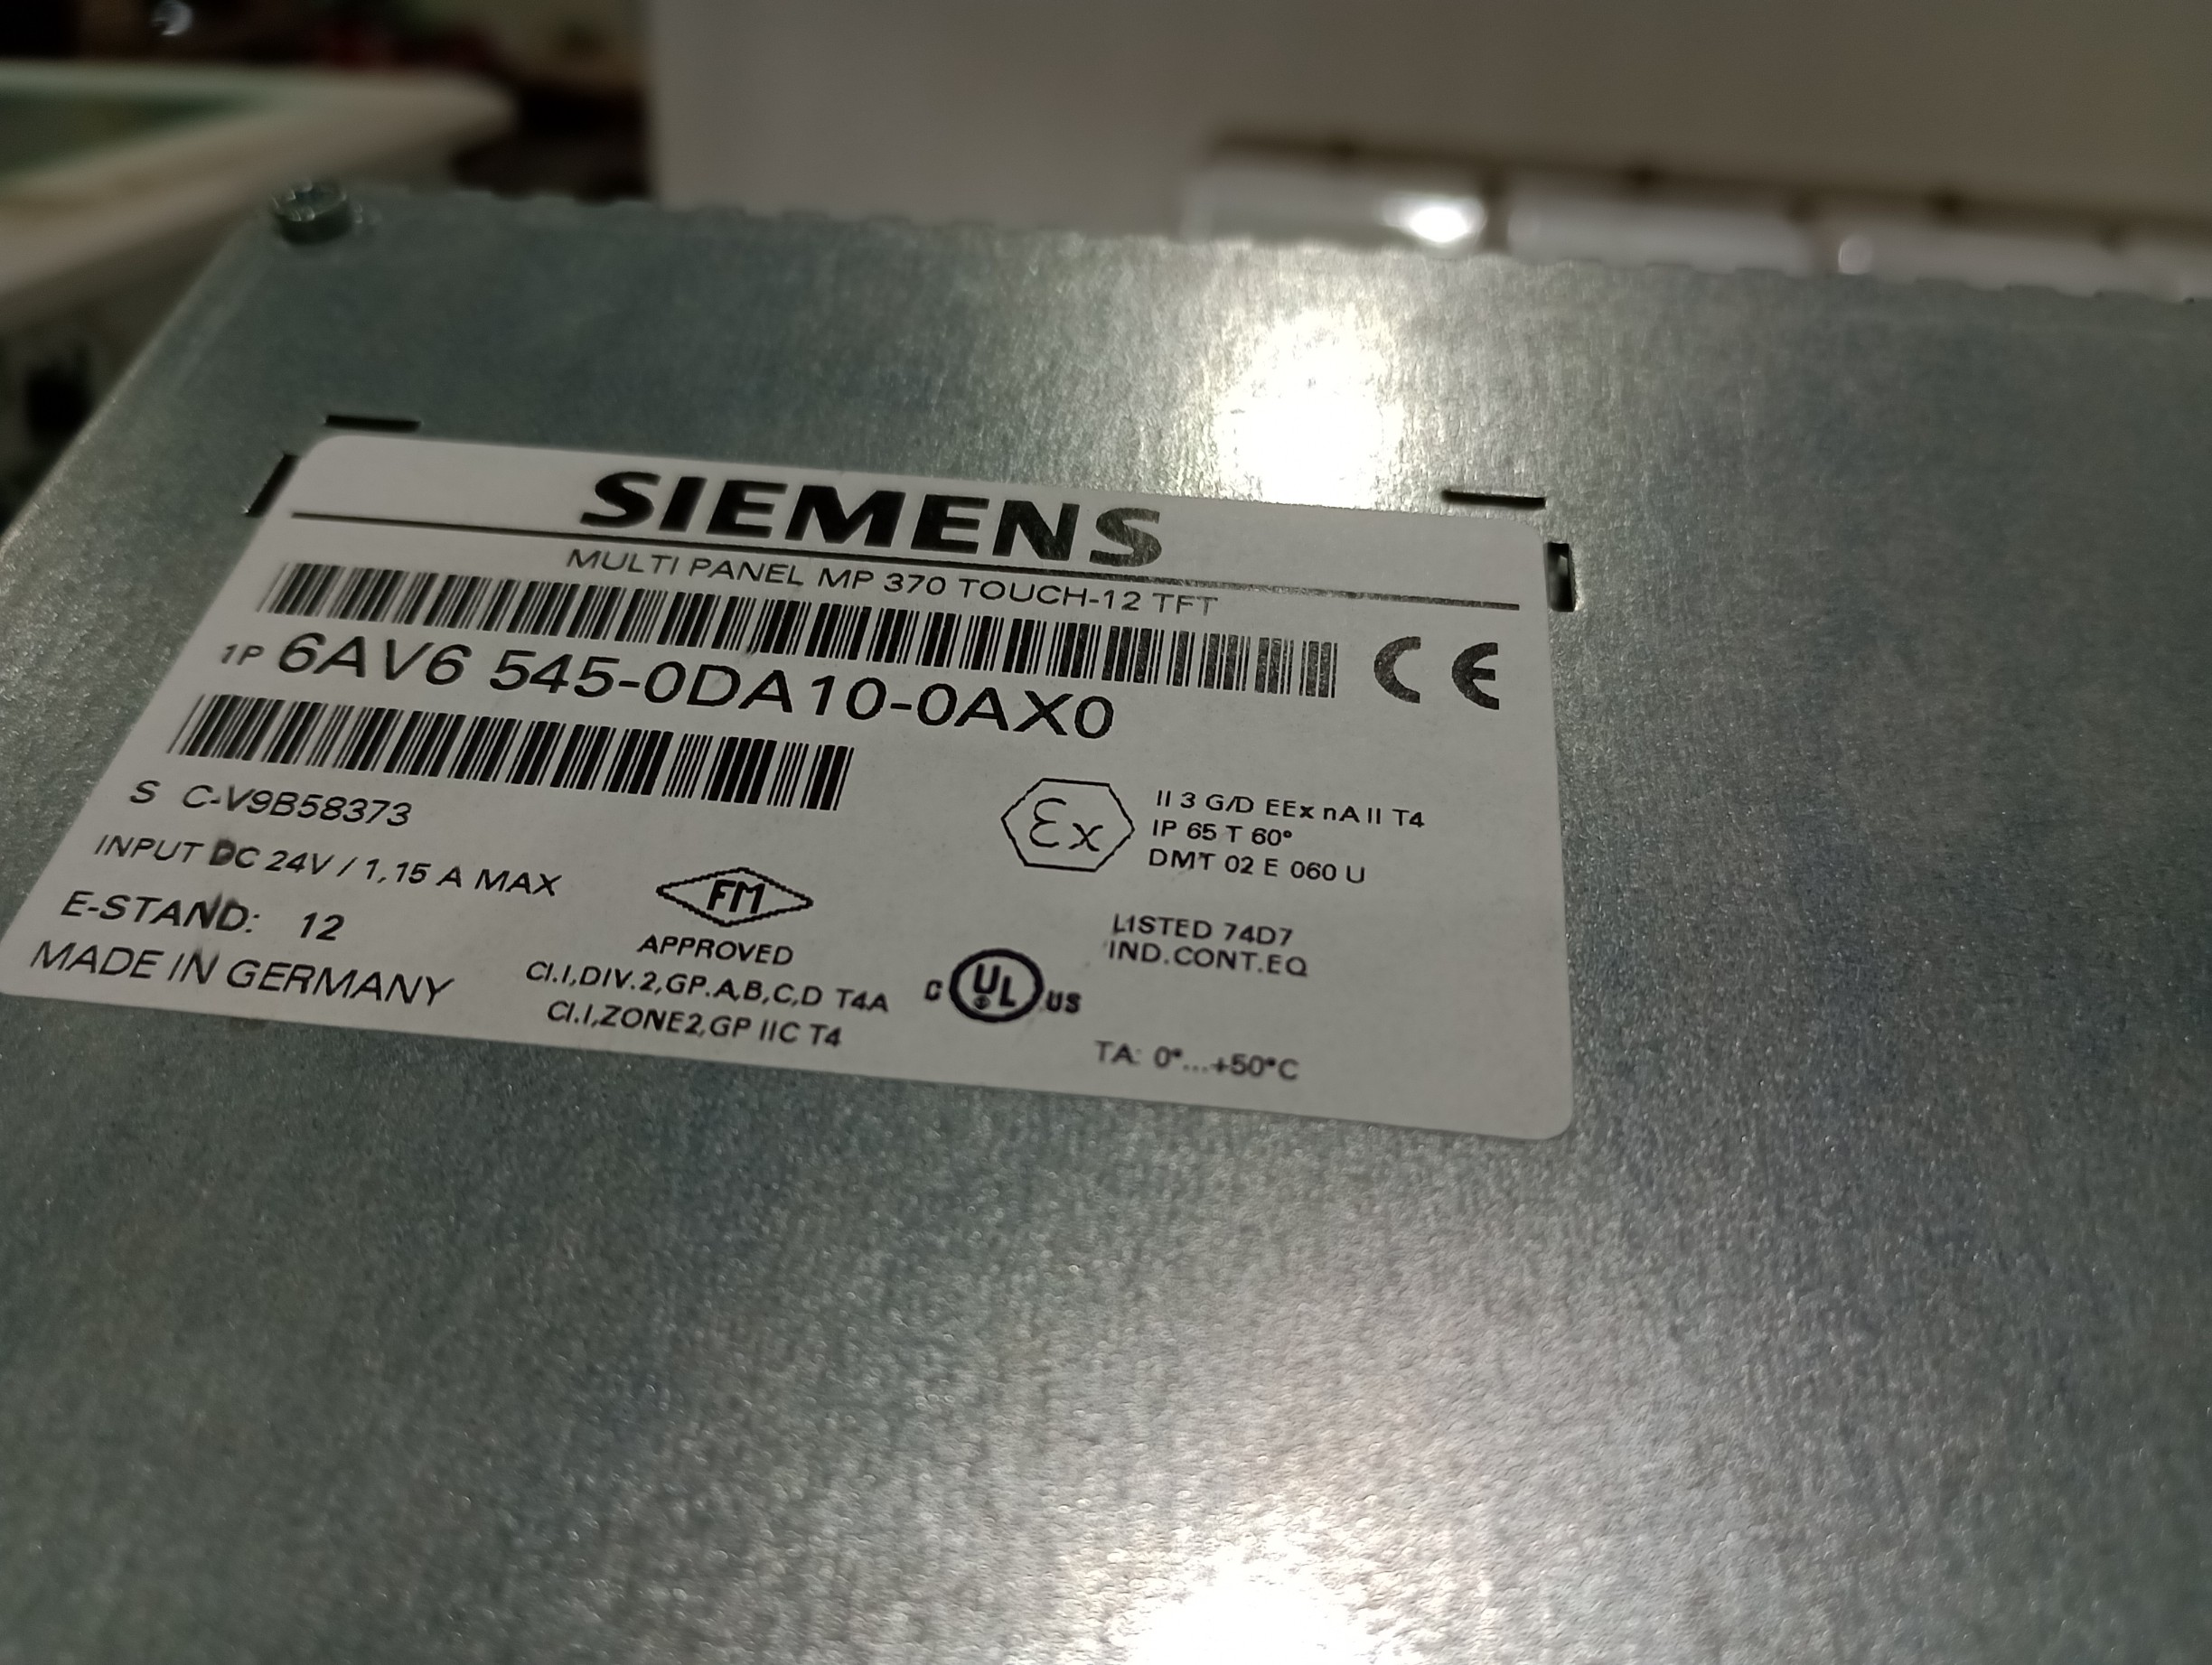 SIEMENS
MULTI PANEL MP 370 TOUCH-12 TFT
1P 6AV6 545-0DA10-0AX0
CE
S C-V9B58373
INPUT DC 24V / 1,15 A MAX
E-STAND: 12
MADE IN GERMANY
FM
APPROVED
Cl.I,DIV.2,GP.A,B,C,D T4A
Cl.I,ZONE2,GP IIC T4
Ex
II 3 G/D EEx nA II T4
IP 65 T 60°
DMT 02 E 060 U
C UL US
LISTED 74D7
IND.CONT.EQ
TA: 0°...+50°C